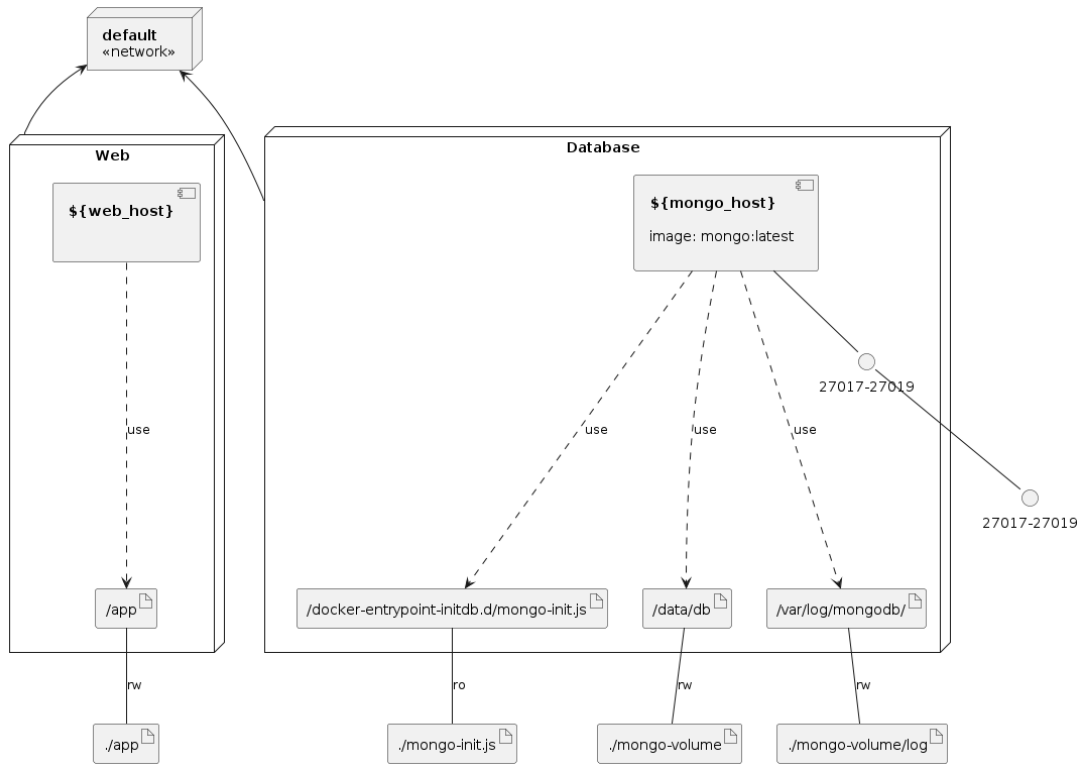 default
«network»
Web
Database
${web_host}
${mongo_host}
image: mongo:latest
27017-27019
use
use
use
use
27017-27019
/app
/docker-entrypoint-initdb.d/mongo-init.js
/data/db
/var/log/mongodb/
rw
ro
rw
rw
./app
./mongo-init.js
./mongo-volume
./mongo-volume/log